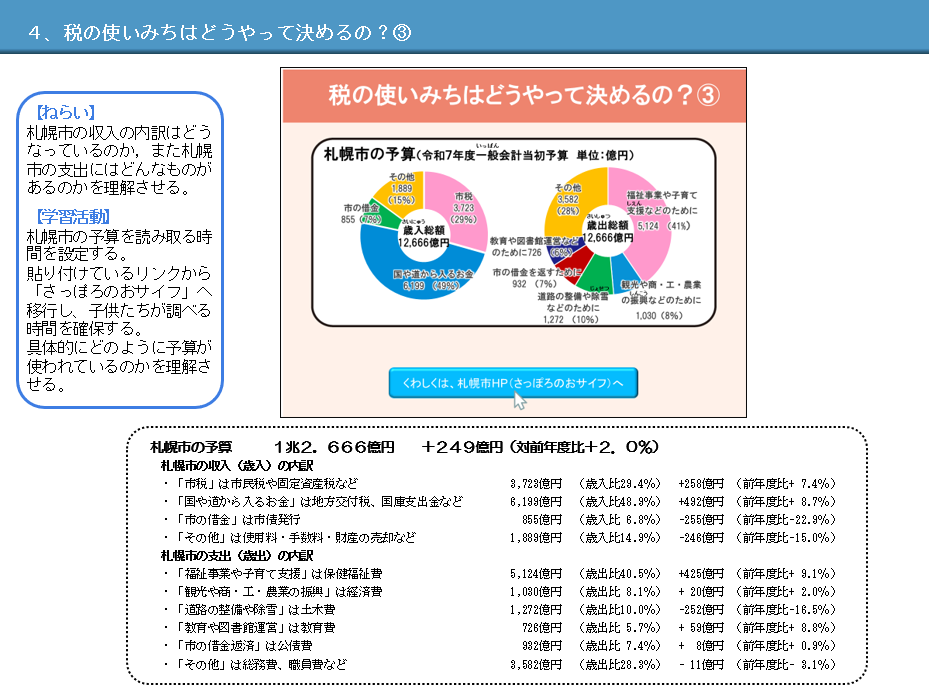 ４、税の使いみちはどうやって決めるの？③
【ねらい】
札幌市の収入の内訳はどう
なっているのか，また札幌
市の支出にはどんなものが
あるのかを理解させる。
【学習活動】
札幌市の予算を読み取る時
間を設定する。
貼り付けているリンクから
「さっぽろのおサイフ」へ
移行し、子供たちが調べる
時間を確保する。
具体的にどのように予算が
使われているのかを理解さ
せる。
税の使いみちはどうやって決めるの？③
いっぱん
札幌市の予算(令和7年度一般会計当初予算 単位：億円)
その他
1,889
(15%)
市税
3,723
(29%)
市の借金
855 (7%)
さいにゅう
歳入総額
12,666億円
国や道から入るお金
6,199 (49%)
その他
3,582
(28%)
福祉事業や子育て
しえん
支援などのために
5,124 (41%)
さいしゅつ
歳出総額
12,666億円
教育や図書館運営など
のために726 (6%)
市の借金を返すために
932 (7%)
じょせつ
道路の整備や除雪
などのために
1,272 (10%)
観光や商・工・農業
しんこう
の振興などのために
1,030 (8%)
くわしくは、札幌市HP(さっぽろのおサイフ)へ
札幌市の予算　１兆２．６６６億円　＋２４９億円（対前年度比＋２．０％）
札幌市の収入（歳入）の内訳
・「市税」は市民税や固定資産税など 3,723億円 （歳入比29.4%） +258億円 （前年度比+ 7.4%）
・「国や道から入るお金」は地方交付税、国庫支出金など 6,199億円 （歳入比48.9%） +492億円 （前年度比+ 8.7%）
・「市の借金」は市債発行 855億円 （歳入比 6.8%） -255億円 （前年度比-22.9%）
・「その他」は使用料・手数料・財産の売却など 1,889億円 （歳入比14.9%） -246億円 （前年度比-15.0%）
札幌市の支出（歳出）の内訳
・「福祉事業や子育て支援」は保健福祉費 5,124億円 （歳出比40.5%） +425億円 （前年度比+ 9.1%）
・「観光や商・工・農業の振興」は経済費 1,030億円 （歳出比 8.1%） + 20億円 （前年度比+ 2.0%）
・「道路の整備や除雪」は土木費 1,272億円 （歳出比10.0%） -252億円 （前年度比-16.5%）
・「教育や図書館運営」は教育費 726億円 （歳出比 5.7%） + 59億円 （前年度比+ 8.8%）
・「市の借金返済」は公債費 932億円 （歳出比 7.4%） + 8億円 （前年度比+ 0.9%）
・「その他」は総務費、職員費など 3,582億円 （歳出比28.3%） - 11億円 （前年度比- 3.1%）